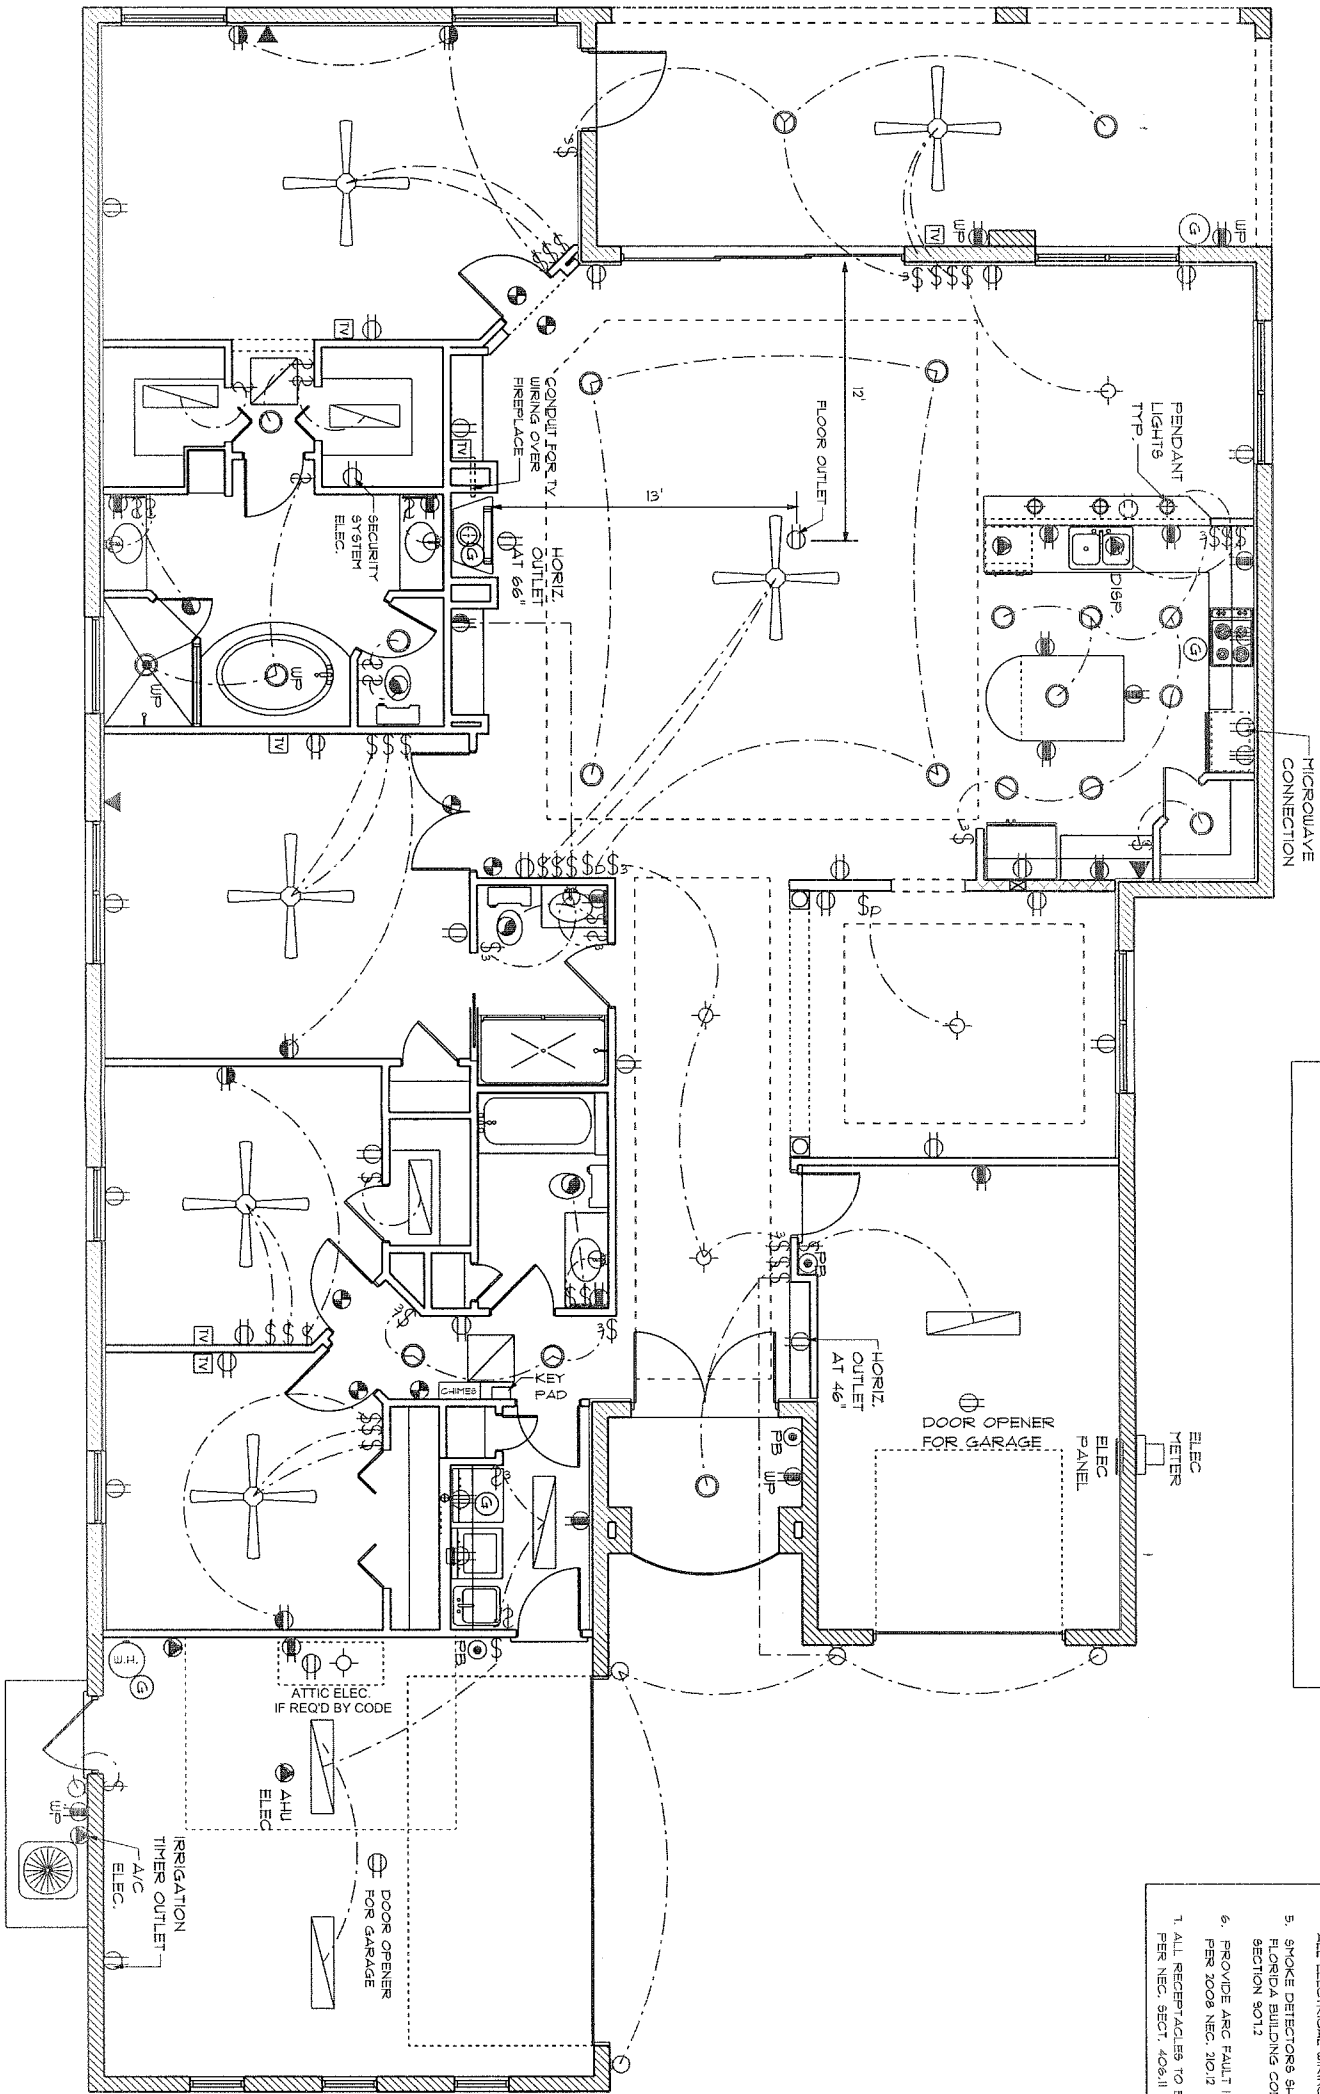 MICROWAVE
CONNECTION
PENDANT
LIGHTS
TYP.
DISP.
12'
FLOOR OUTLET
13'
CONDUIT FOR TV
WIRING OVER
FIREPLACE
HORIZ.
OUTLET
AT 66"
SECURITY
SYSTEM
ELEC.
WP
WP
WP
WP
G
G
G
TV
TV
TV
TV
TV
TV
HORIZ.
OUTLET
AT 46"
DOOR OPENER
FOR GARAGE
ELEC
METER
ELEC
PANEL
PB
PB
WP
KEY
PAD
CHIMES
G
PB
W.H.
G
ATTIC ELEC.
IF REQ'D BY CODE
AHU
ELEC
DOOR OPENER
FOR GARAGE
WP
A/C
ELEC.
IRRIGATION
TIMER OUTLET
5. SMOKE DETECTORS
FLORIDA BUILDING
SECTION 907.2
6. PROVIDE ARC FAULT
PER 2008 NEC, 210.12
7. ALL RECEPTACLES TO
PER NEC, SECT. 406.11